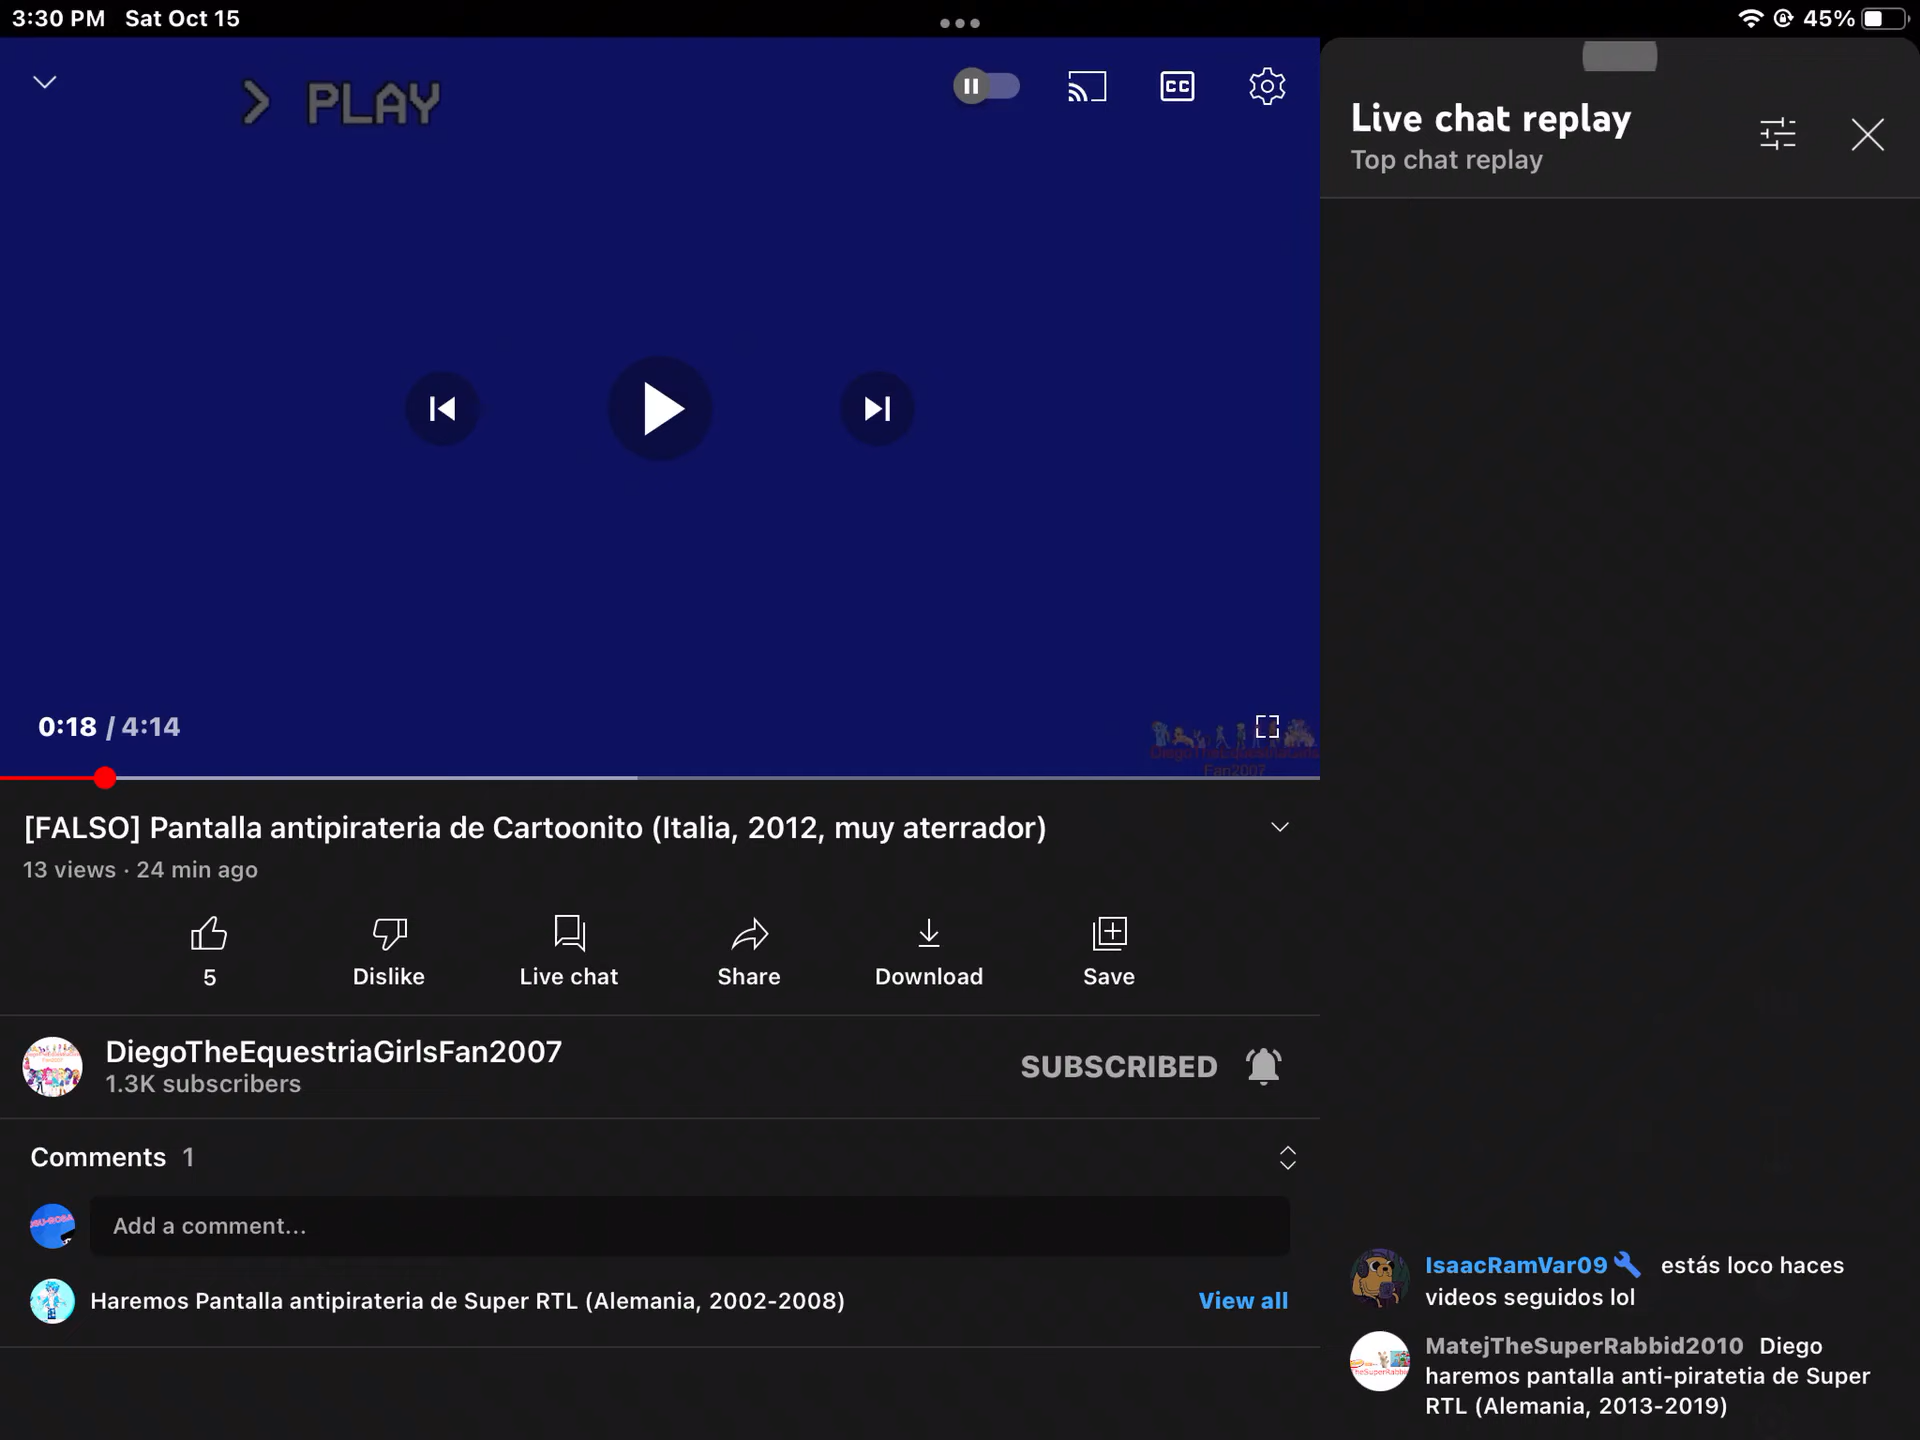 3:30 PM Sat Oct 15
45%
> PLAY
CC
Live chat replay
Top chat replay
0:18 / 4:14
Fan2007
[FALSO] Pantalla antipirateria de Cartoonito (Italia, 2012, muy aterrador)
13 views · 24 min ago
5
Dislike
Live chat
Share
Download
Save
DiegoTheEquestriaGirlsFan2007
1.3K subscribers
SUBSCRIBED
Comments 1
Add a comment...
Haremos Pantalla antipirateria de Super RTL (Alemania, 2002-2008)
View all
IsaacRamVar09 estás loco haces
videos seguidos lol
MatejTheSuperRabbid2010 Diego
haremos pantalla anti-piratetia de Super
RTL (Alemania, 2013-2019)